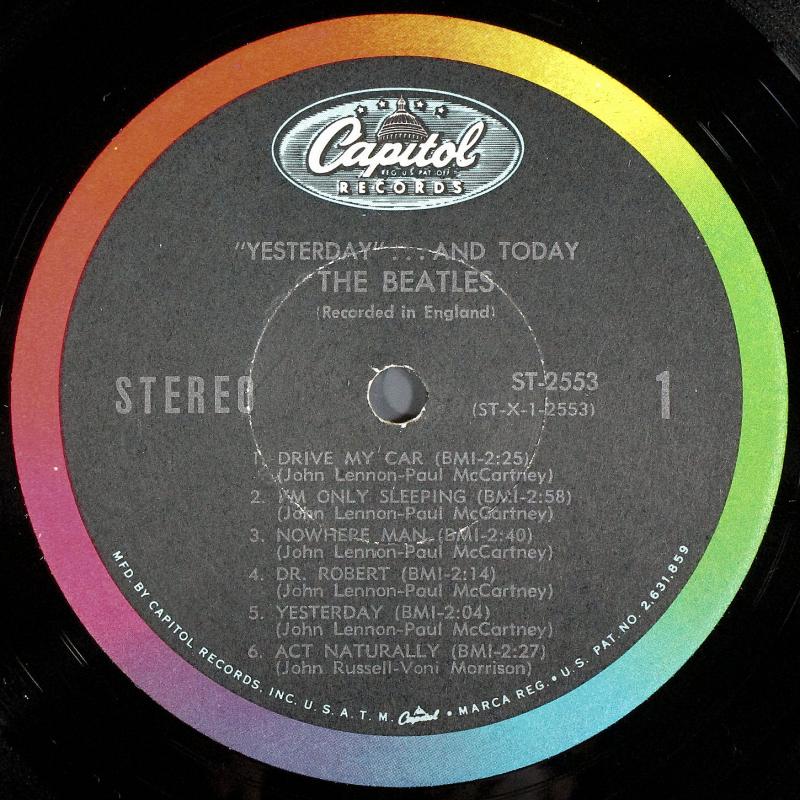 Capitol
REG. U.S. PAT. OFF.
RECORDS
"YESTERDAY" . . . AND TODAY
THE BEATLES
(Recorded in England)
STEREO
ST-2553
(ST-X-1-2553)
1
1. DRIVE MY CAR (BMI-2:25)
(John Lennon-Paul McCartney)
2. I'M ONLY SLEEPING (BMI-2:58)
(John Lennon-Paul McCartney)
3. NOWHERE MAN (BMI-2:40)
(John Lennon-Paul McCartney)
4. DR. ROBERT (BMI-2:14)
(John Lennon-Paul McCartney)
5. YESTERDAY (BMI-2:04)
(John Lennon-Paul McCartney)
6. ACT NATURALLY (BMI-2:27)
(John Russell-Voni Morrison)
MFD. BY CAPITOL RECORDS, INC. U. S. A. T. M. Capitol • MARCA REG. • U.S. PAT. NO. 2,631,859